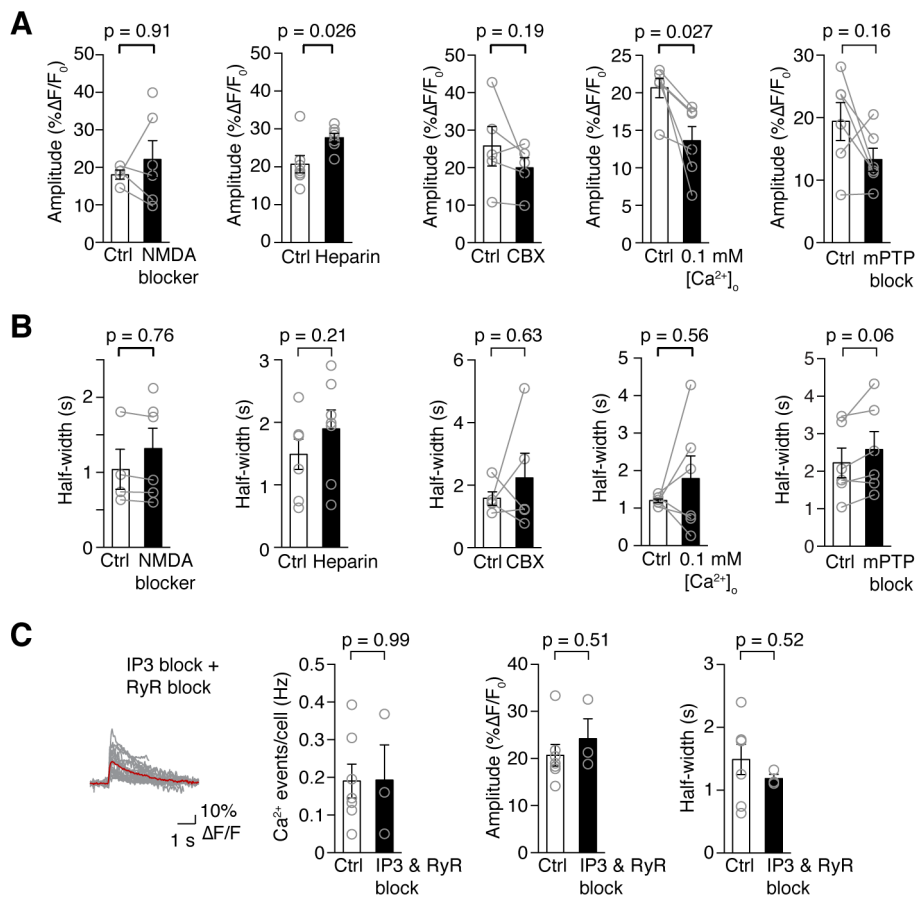 A
p = 0.91
Amplitude (%ΔF/F₀)
50
40
30
20
10
0
Ctrl NMDA
blocker
p = 0.026
Amplitude (%ΔF/F₀)
50
40
30
20
10
0
Ctrl Heparin
p = 0.19
Amplitude (%ΔF/F₀)
50
40
30
20
10
0
Ctrl CBX
p = 0.027
Amplitude (%ΔF/F₀)
25
20
15
10
5
0
Ctrl 0.1 mM
[Ca²⁺]ₒ
p = 0.16
Amplitude (%ΔF/F₀)
30
20
10
0
Ctrl mPTP
block
B
p = 0.76
Half-width (s)
2
1
0
Ctrl NMDA
blocker
p = 0.21
Half-width (s)
3
2
1
0
Ctrl Heparin
p = 0.63
Half-width (s)
6
4
2
0
Ctrl CBX
p = 0.56
Half-width (s)
5
4
3
2
1
0
Ctrl 0.1 mM
[Ca²⁺]ₒ
p = 0.06
Half-width (s)
5
4
3
2
1
0
Ctrl mPTP
block
C
IP3 block +
RyR block
10%
ΔF/F
1 s
p = 0.99
Ca²⁺ events/cell (Hz)
0.5
0.4
0.3
0.2
0.1
0
Ctrl IP3 & RyR
block
p = 0.51
Amplitude (%ΔF/F₀)
40
30
20
10
0
Ctrl IP3 & RyR
block
p = 0.52
Half-width (s)
3
2
1
0
Ctrl IP3 & RyR
block